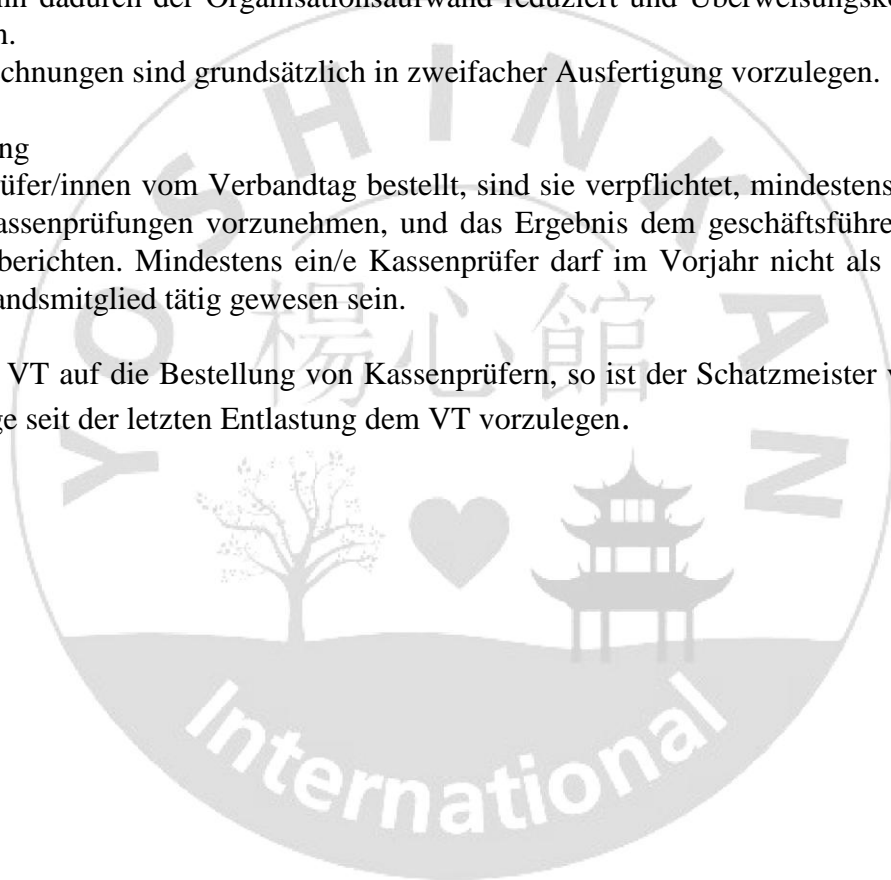 dadurch der Organisationsaufwand reduziert und Überweisungsko
n.
chnungen sind grundsätzlich in zweifacher Ausfertigung vorzulegen.
ng
üfer/innen vom Verbandtag bestellt, sind sie verpflichtet, mindestens
assenprüfungen vorzunehmen, und das Ergebnis dem geschäftsführe
berichten. Mindestens ein/e Kassenprüfer darf im Vorjahr nicht als
andsmitglied tätig gewesen sein.
VT auf die Bestellung von Kassenprüfern, so ist der Schatzmeister v
ge seit der letzten Entlastung dem VT vorzulegen.
YOSHINKAN
楊心館
International